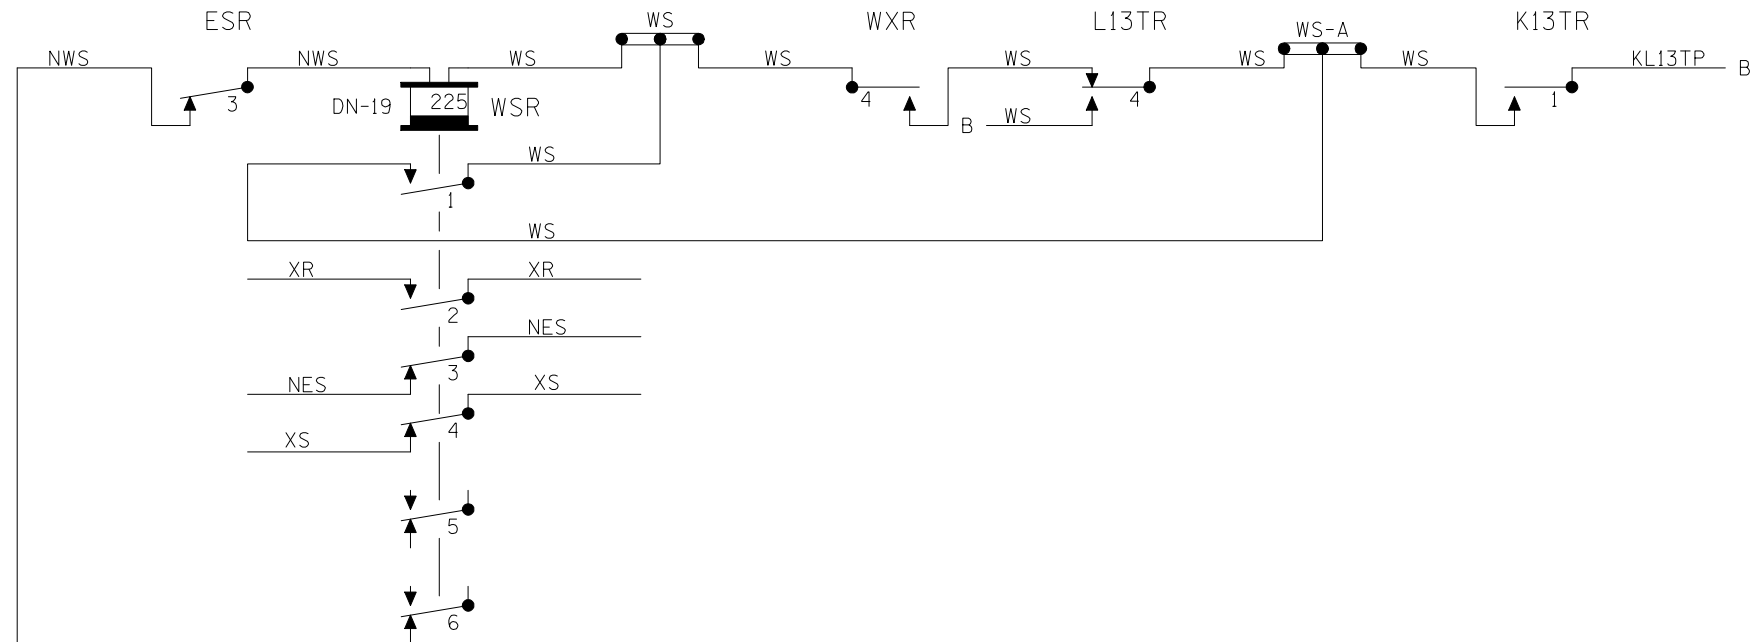 ESR
WS
WXR
L13TR
WS-A
K13TR
NWS
NWS
WS
WS
WS
WS
WS
KL13TP
B
3
DN-19
225
WSR
4
B
WS
4
1
WS
1
WS
XR
XR
2
NES
3
NES
XS
4
XS
5
6